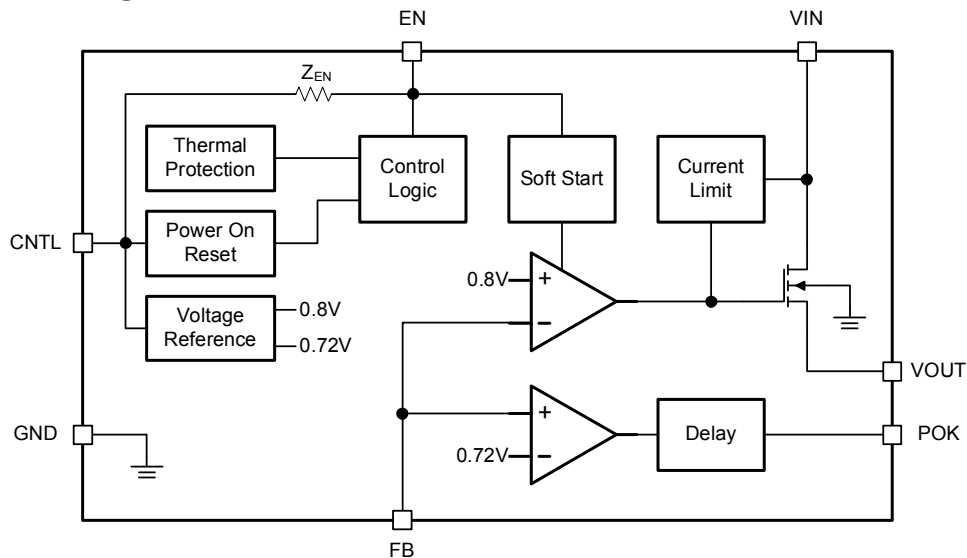 EN
VIN
ZEN
Thermal
Protection
Control
Logic
Soft Start
Current
Limit
CNTL
Power On
Reset
0.8V
Voltage
Reference
0.8V
0.72V
VOUT
GND
0.72V
Delay
POK
FB